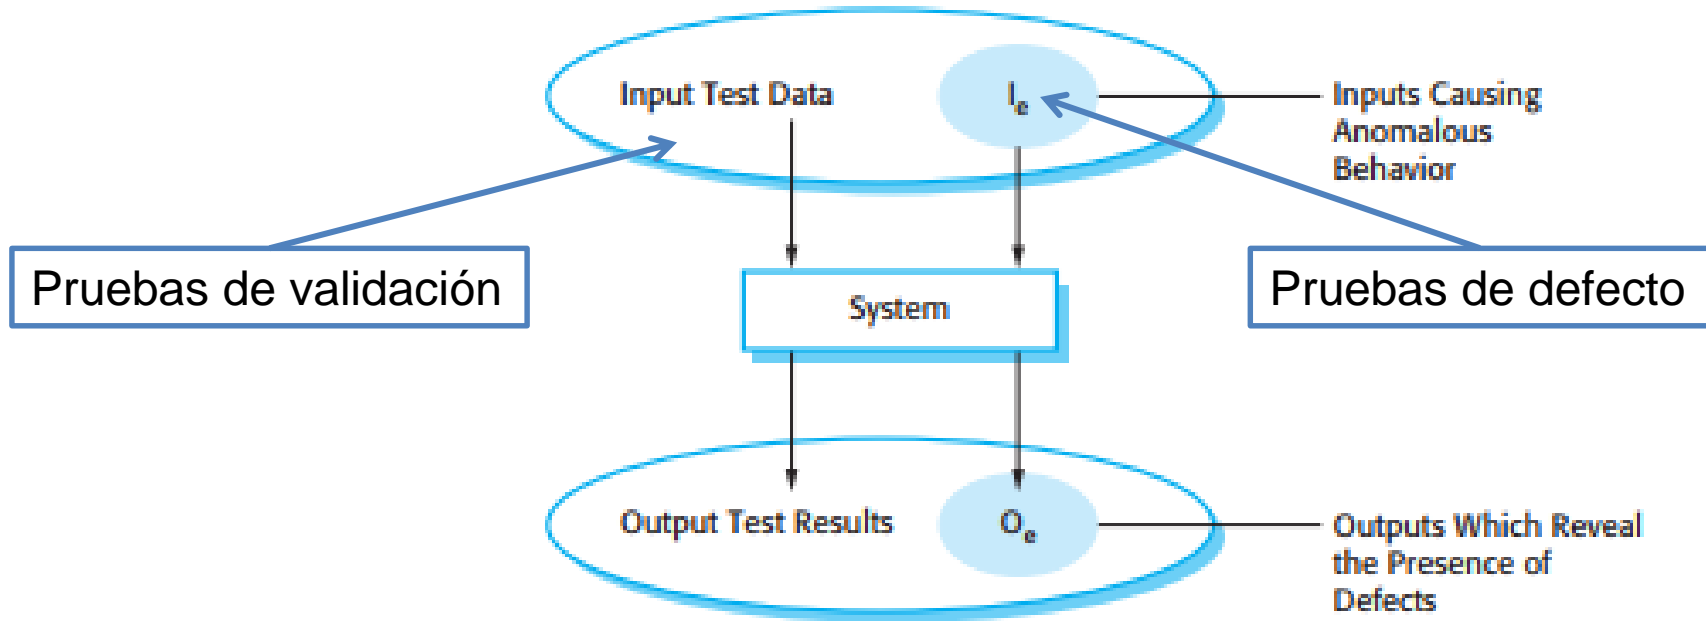 Input Test Data
Ie
Inputs Causing
Anomalous
Behavior
Pruebas de validación
Pruebas de defecto
System
Output Test Results
Oe
Outputs Which Reveal
the Presence of
Defects